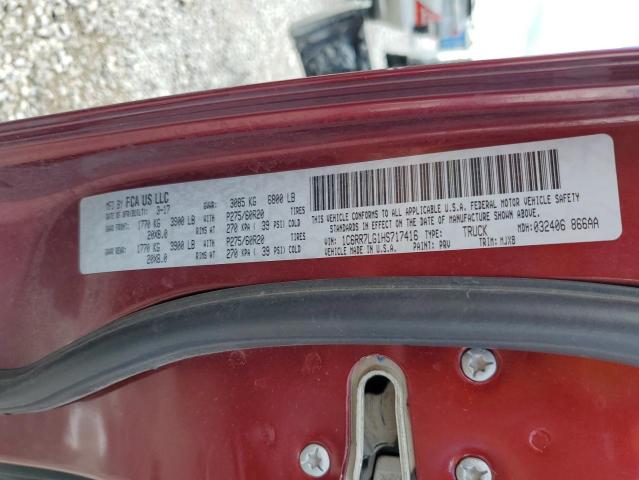 MFD BY FCA US LLC
DATE OF MFR/BUILT: 3-17
GVWR: 3085 KG 6800 LB
GAWR FRONT: 1770 KG 3900 LB WITH P275/60R20 TIRES
20X8.0 RIMS AT 270 KPA ( 39 PSI) COLD
GAWR REAR: 1770 KG 3900 LB WITH P275/60R20 TIRES
20X8.0 RIMS AT 270 KPA ( 39 PSI) COLD
THIS VEHICLE CONFORMS TO ALL APPLICABLE U.S.A. FEDERAL MOTOR VEHICLE SAFETY
STANDARDS IN EFFECT ON THE DATE OF MANUFACTURE SHOWN ABOVE.
VIN: 1C6RR7LG1HS717416 TYPE: TRUCK MDH: 032406 866AA
VEHICLE MADE IN U.S.A. PAINT: PRV TRIM: MJX8